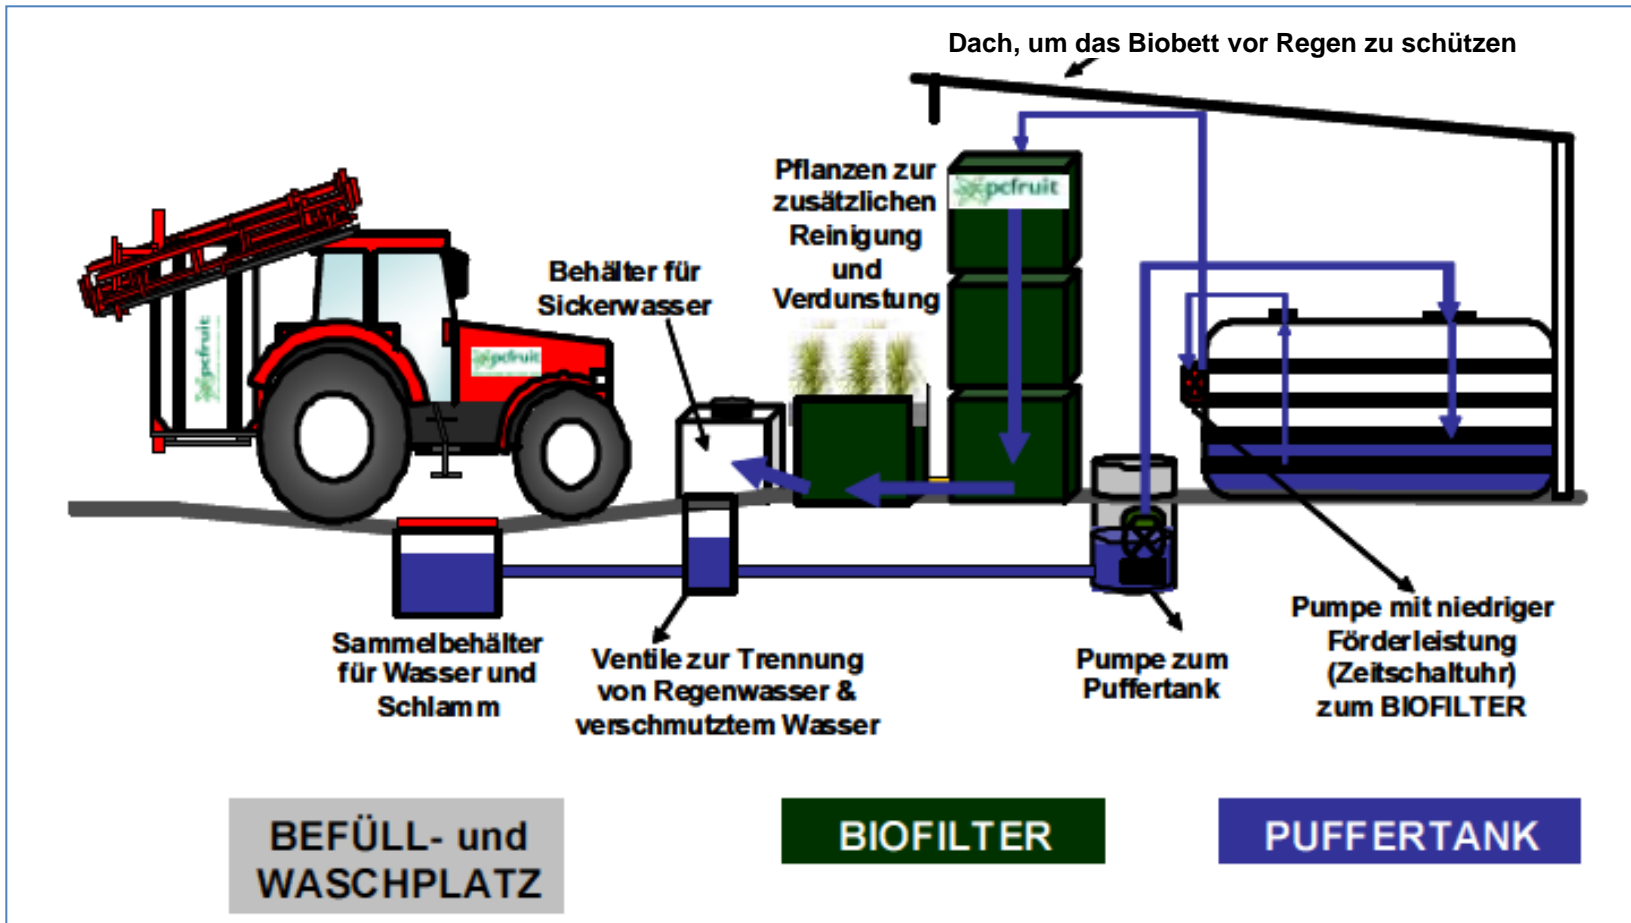 Dach, um das Biobett vor Regen zu schützen
Pflanzen zur
zusätzlichen
Reinigung
und
Verdunstung
pcfruit
Behälter für
Sickerwasser
pcfruit
pcfruit
Sammelbehälter
für Wasser und
Schlamm
Ventile zur Trennung
von Regenwasser &
verschmutztem Wasser
Pumpe zum
Puffertank
Pumpe mit niedriger
Förderleistung
(Zeitschaltuhr)
zum BIOFILTER
BEFÜLL- und
WASCHPLATZ
BIOFILTER
PUFFERTANK